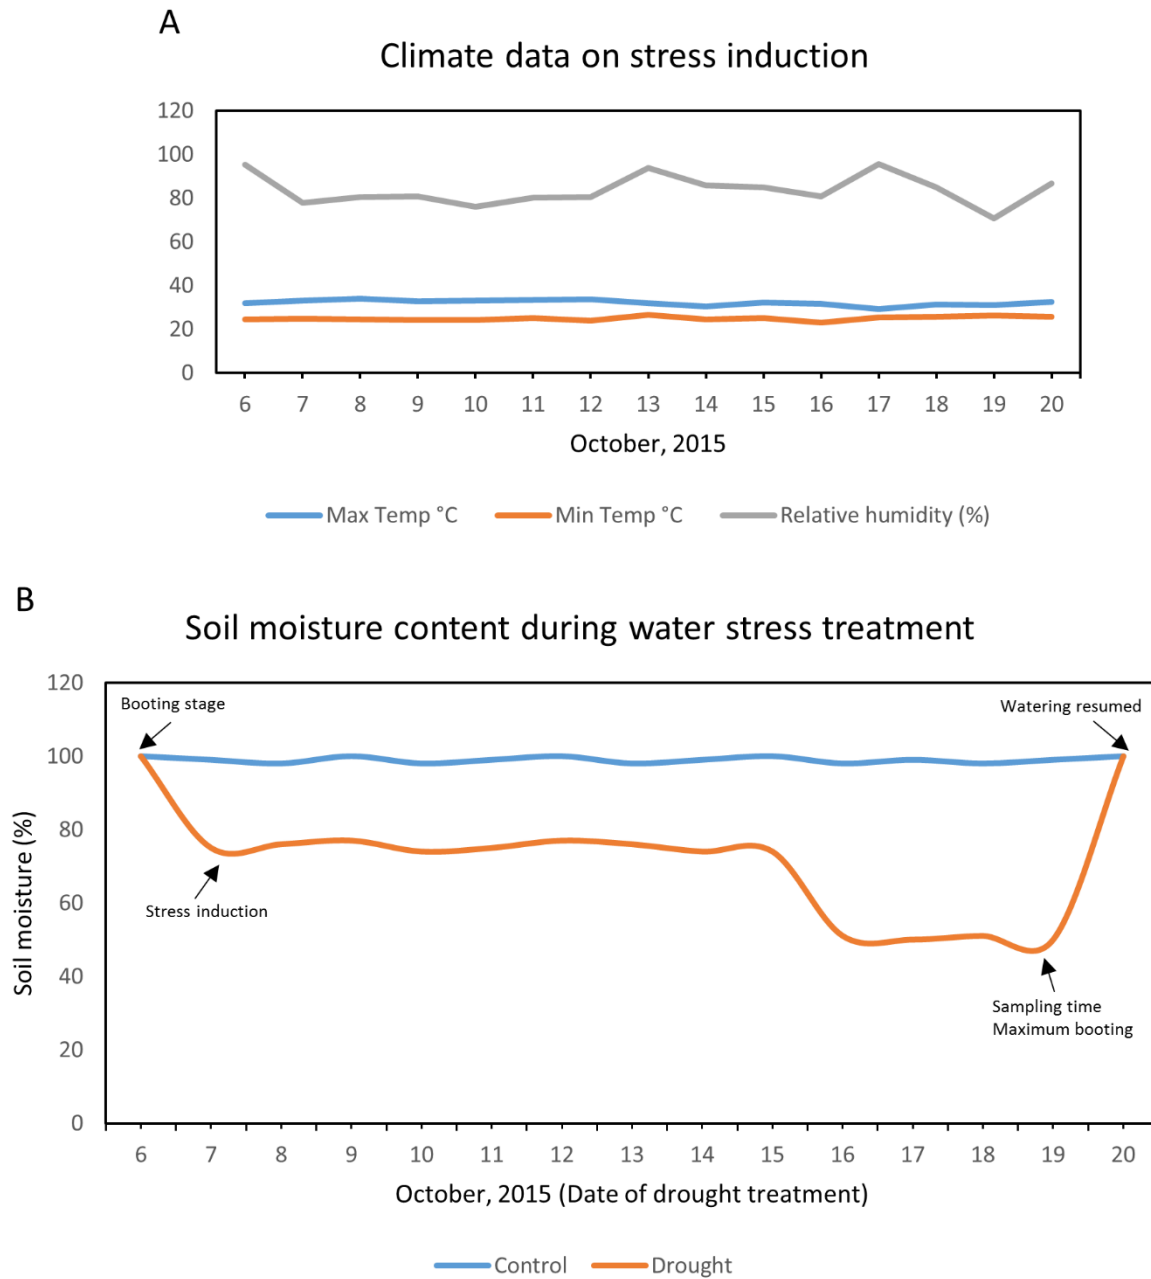 A
Climate data on stress induction
120
100
80
60
40
20
0
6 7 8 9 10 11 12 13 14 15 16 17 18 19 20
October, 2015
Max Temp °C Min Temp °C Relative humidity (%)
B
Soil moisture content during water stress treatment
120
100
80
60
40
20
0
Soil moisture (%)
Booting stage
Watering resumed
Stress induction
Sampling time
Maximum booting
6 7 8 9 10 11 12 13 14 15 16 17 18 19 20
October, 2015 (Date of drought treatment)
Control Drought